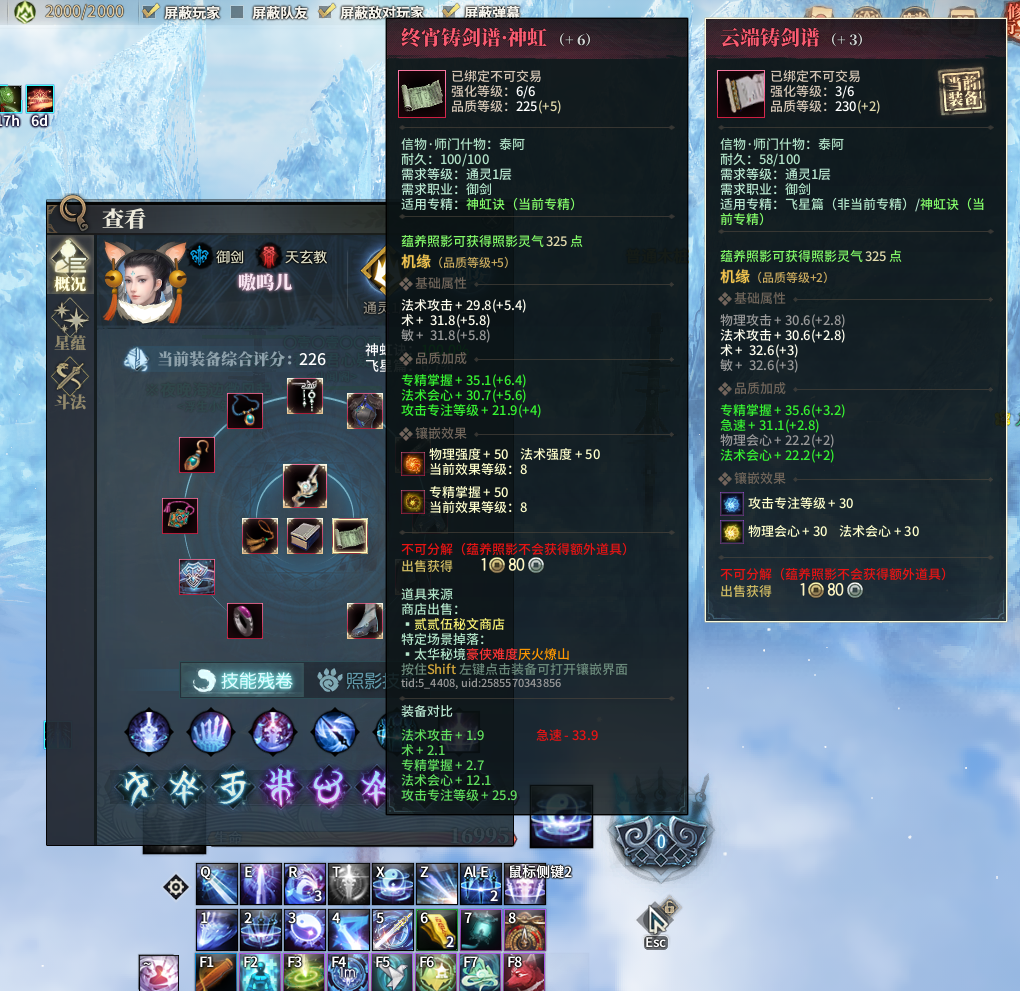 2000/2000
屏蔽玩家
屏蔽队友
屏蔽敌对玩家
屏蔽弹幕
17h
6d
查看
概况
星蕴
斗法
御剑
天玄教
嗷呜儿
通灵
当前装备综合评分：226
神虹
飞星
技能残卷
照影技
终宵铸剑谱·神虹（+6）
已绑定不可交易
强化等级：6/6
品质等级：225(+5)
信物·师门什物：泰阿
耐久：100/100
需求等级：通灵1层
需求职业：御剑
适用专精：神虹诀（当前专精）
蕴养照影可获得照影灵气325点
机缘（品质等级+5）
基础属性
法术攻击 + 29.8(+5.4)
术 + 31.8(+5.8)
敏 + 31.8(+5.8)
品质加成
专精掌握 + 35.1(+6.4)
法术会心 + 30.7(+5.6)
攻击专注等级 + 21.9(+4)
镶嵌效果
物理强度 + 50 法术强度 + 50
当前效果等级：8
专精掌握 + 50
当前效果等级：8
不可分解（蕴养照影不会获得额外道具）
出售获得 1 80
道具来源
商店出售：
▪贰贰伍秘文商店
特定场景掉落：
▪太华秘境豪侠难度厌火燎山
按住Shift 左键点击装备可打开镶嵌界面
tid:5_4408, uid:2585570343856
装备对比
法术攻击 + 1.9 急速 - 33.9
术 + 2.1
专精掌握 + 2.7
法术会心 + 12.1
攻击专注等级 + 25.9
云端铸剑谱（+3）
已绑定不可交易
强化等级：3/6
品质等级：230(+2)
当前
装备
信物·师门什物：泰阿
耐久：58/100
需求等级：通灵1层
需求职业：御剑
适用专精：飞星篇（非当前专精）/神虹诀（当
前专精）
蕴养照影可获得照影灵气325点
机缘（品质等级+2）
基础属性
物理攻击 + 30.6(+2.8)
法术攻击 + 30.6(+2.8)
术 + 32.6(+3)
敏 + 32.6(+3)
品质加成
专精掌握 + 35.6(+3.2)
急速 + 31.1(+2.8)
物理会心 + 22.2(+2)
法术会心 + 22.2(+2)
镶嵌效果
攻击专注等级 + 30
物理会心 + 30 法术会心 + 30
不可分解（蕴养照影不会获得额外道具）
出售获得 1 80
16995
0
Q E R 3 T X Z Al E 2 鼠标侧键2
1 2 3 4 5 6 2 7 8
~ F1 F2 F3 F4 F5 F6 F7 F8
Esc